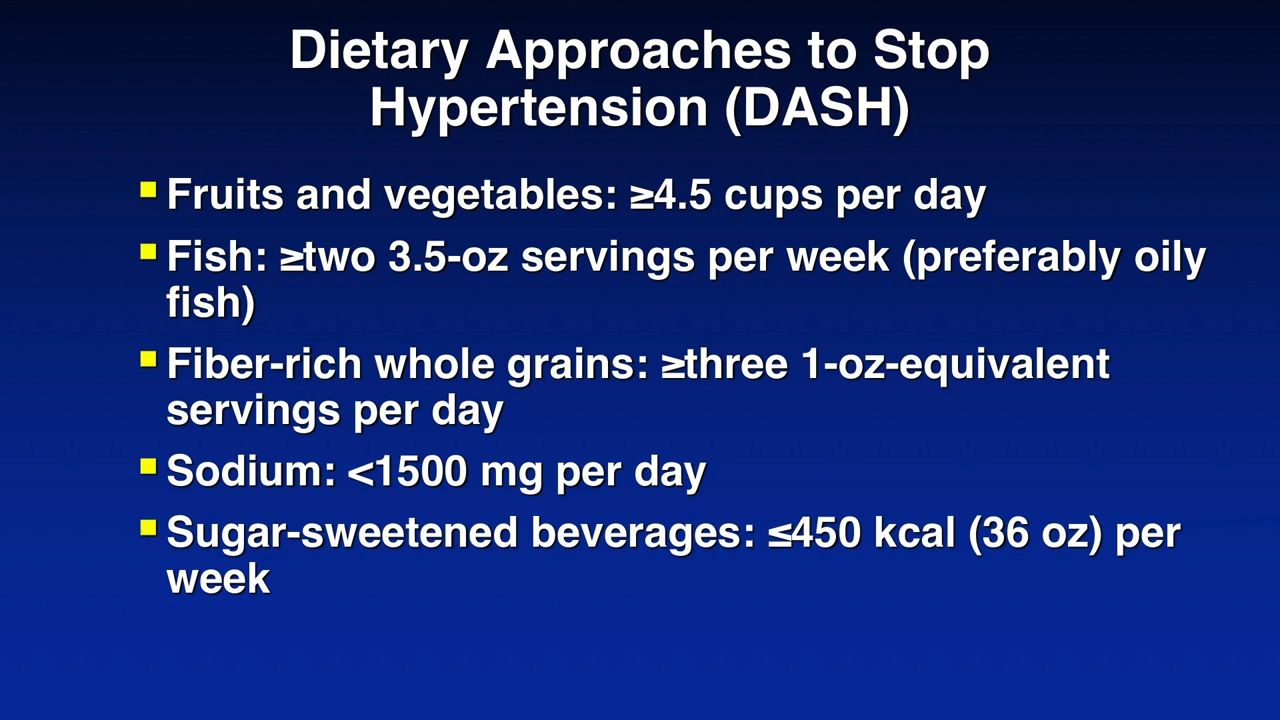 Dietary Approaches to Stop
Hypertension (DASH)
Fruits and vegetables: ≥4.5 cups per day
Fish: ≥two 3.5-oz servings per week (preferably oily
fish)
Fiber-rich whole grains: ≥three 1-oz-equivalent
servings per day
Sodium: <1500 mg per day
Sugar-sweetened beverages: ≤450 kcal (36 oz) per
week